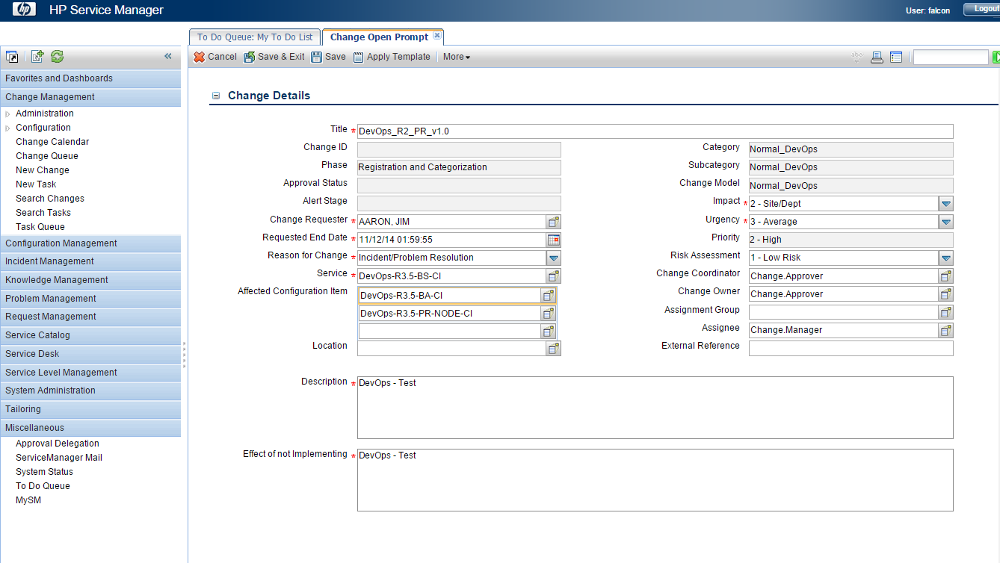 hp HP Service Manager
User: falcon Logout
To Do Queue: My To Do List Change Open Prompt
Cancel Save & Exit Save Apply Template More
abc
Favorites and Dashboards
Change Management
Administration
Configuration
Change Calendar
Change Queue
New Change
New Task
Search Changes
Search Tasks
Task Queue
Configuration Management
Incident Management
Knowledge Management
Problem Management
Request Management
Service Catalog
Service Desk
Service Level Management
System Administration
Tailoring
Miscellaneous
Approval Delegation
ServiceManager Mail
System Status
To Do Queue
MySM
Change Details
Title * DevOps_R2_PR_v1.0
Change ID
Phase Registration and Categorization
Approval Status
Alert Stage
Change Requester * AARON, JIM
Requested End Date * 11/12/14 01:59:55
Reason for Change * Incident/Problem Resolution
Service * DevOps-R3.5-BS-CI
Affected Configuration Item DevOps-R3.5-BA-CI
DevOps-R3.5-PR-NODE-CI
Location
Category Normal_DevOps
Subcategory Normal_DevOps
Change Model Normal_DevOps
Impact * 2 - Site/Dept
Urgency * 3 - Average
Priority 2 - High
Risk Assessment 1 - Low Risk
Change Coordinator Change.Approver
Change Owner Change.Approver
Assignment Group
Assignee Change.Manager
External Reference
Description * DevOps - Test
Effect of not Implementing * DevOps - Test